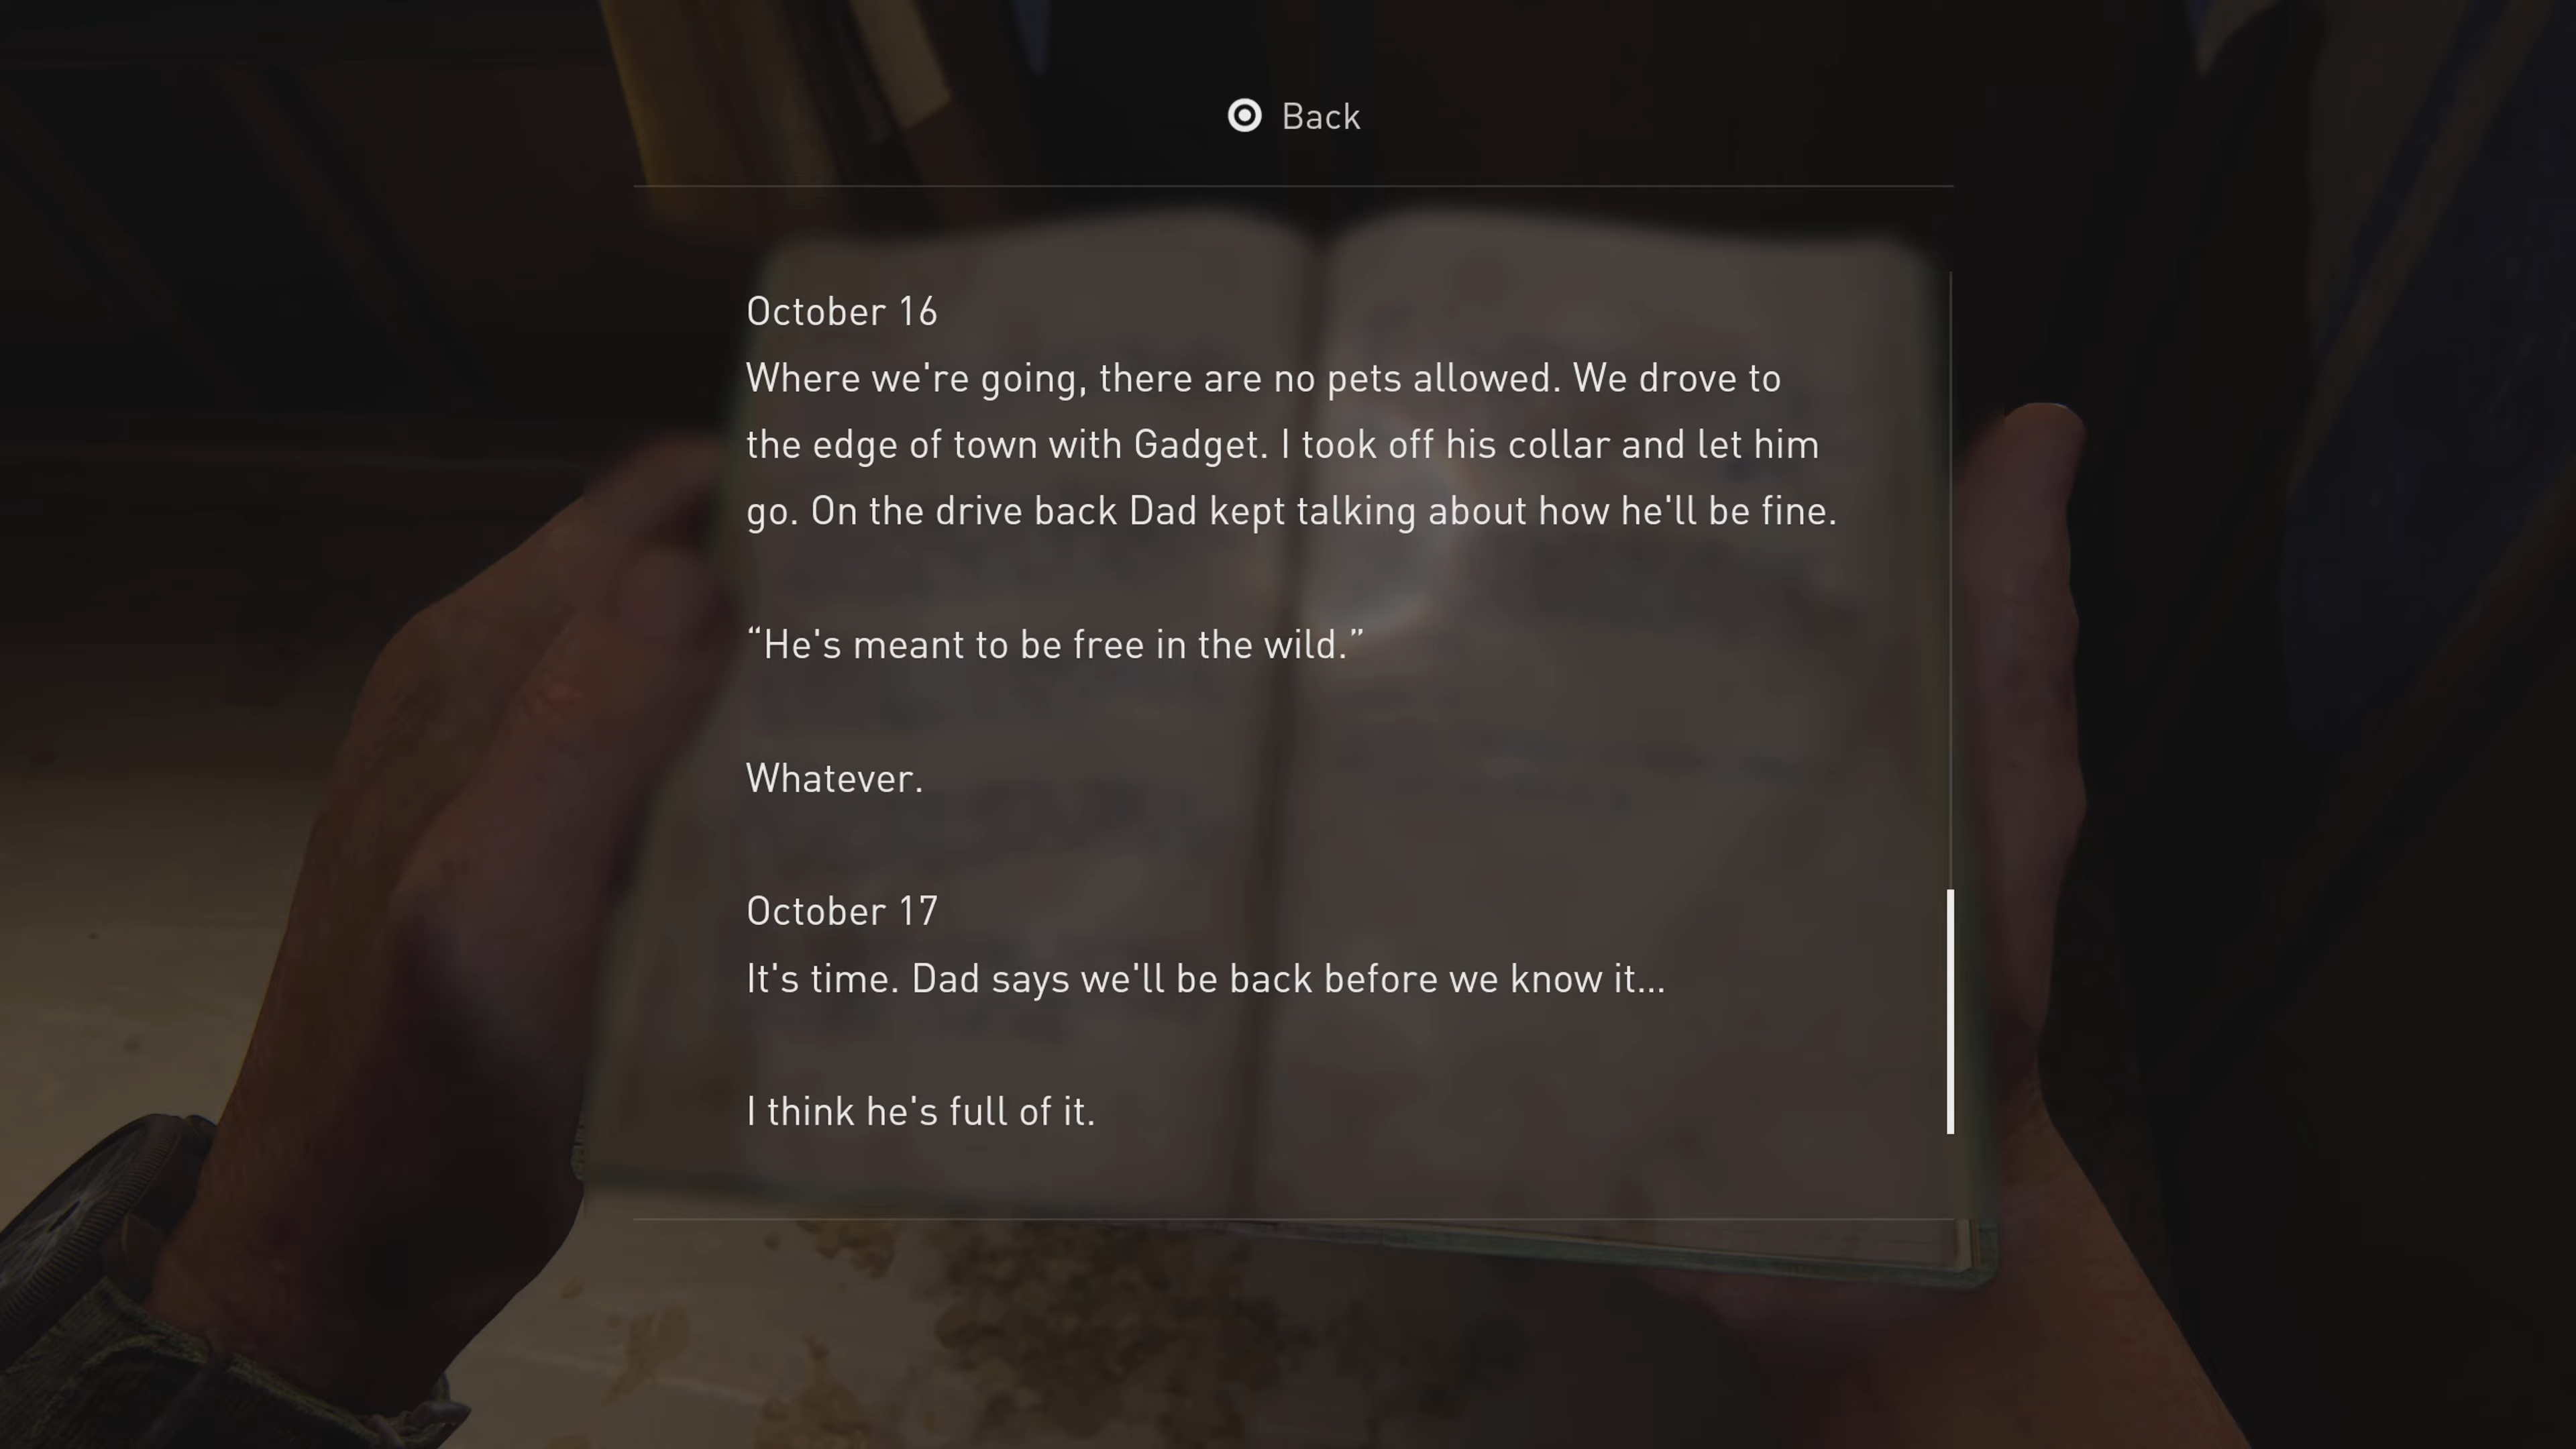 Back
October 16
Where we're going, there are no pets allowed. We drove to
the edge of town with Gadget. I took off his collar and let him
go. On the drive back Dad kept talking about how he'll be fine.
“He's meant to be free in the wild.”
Whatever.
October 17
It's time. Dad says we'll be back before we know it...
I think he's full of it.